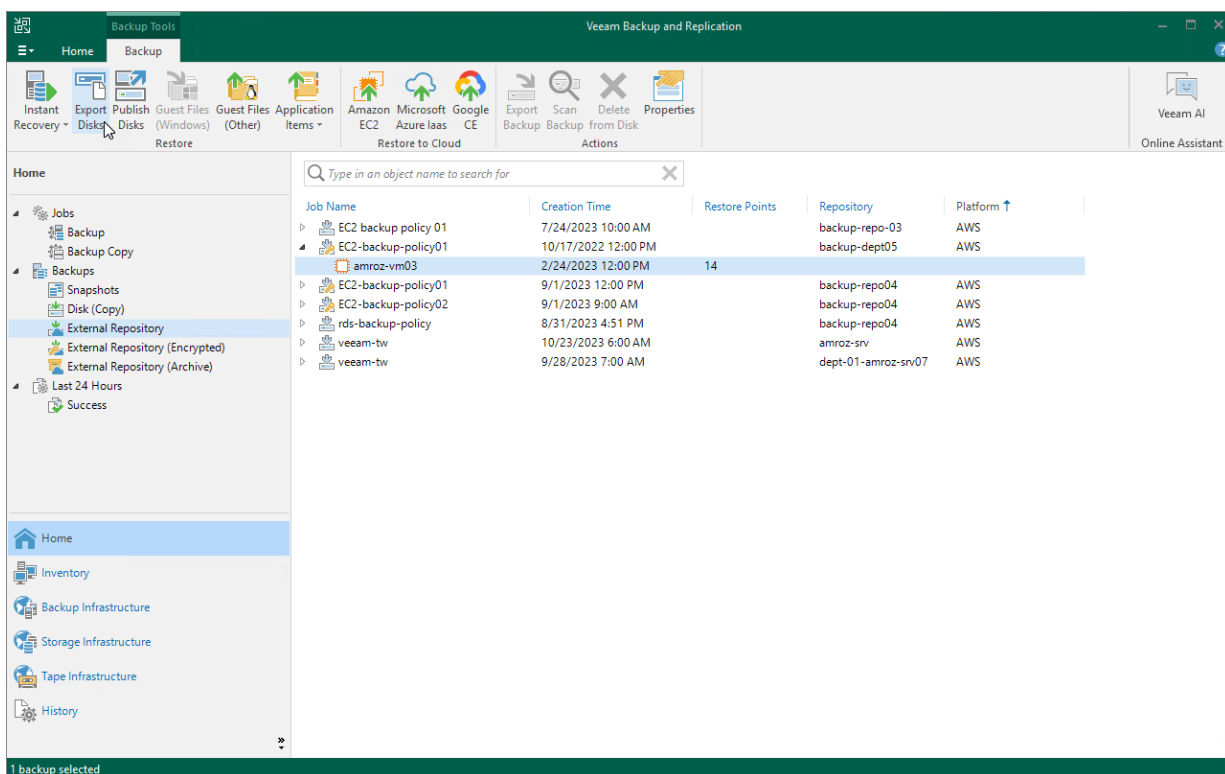 Backup Tools
Veeam Backup and Replication
Home Backup
Instant Recovery
Export Disks
Publish Disks
Guest Files (Windows)
Guest Files (Other)
Application Items
Amazon EC2
Microsoft Azure Iaas
Google CE
Export Backup
Scan Backup
Delete from Disk
Properties
Veeam AI
Restore
Restore to Cloud
Actions
Online Assistant
Home
Type in an object name to search for
Jobs
Backup
Backup Copy
Backups
Snapshots
Disk (Copy)
External Repository
External Repository (Encrypted)
External Repository (Archive)
Last 24 Hours
Success
Job Name Creation Time Restore Points Repository Platform
EC2 backup policy 01 7/24/2023 10:00 AM backup-repo-03 AWS
EC2-backup-policy01 10/17/2022 12:00 PM backup-dept05 AWS
amroz-vm03 2/24/2023 12:00 PM 14
EC2-backup-policy01 9/1/2023 12:00 PM backup-repo04 AWS
EC2-backup-policy02 9/1/2023 9:00 AM backup-repo04 AWS
rds-backup-policy 8/31/2023 4:51 PM backup-repo04 AWS
veeam-tw 10/23/2023 6:00 AM amroz-srv AWS
veeam-tw 9/28/2023 7:00 AM dept-01-amroz-srv07 AWS
Home
Inventory
Backup Infrastructure
Storage Infrastructure
Tape Infrastructure
History
1 backup selected